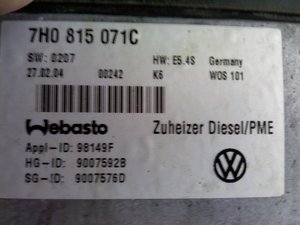 7H0 815 071C
SW: 0207 HW: E5.4S Germany
27.02.04 00242 K6 WOS 101
Webasto Zuheizer Diesel/PME
Appl-ID: 98149F
HG-ID: 9007592B
SG-ID: 9007576D